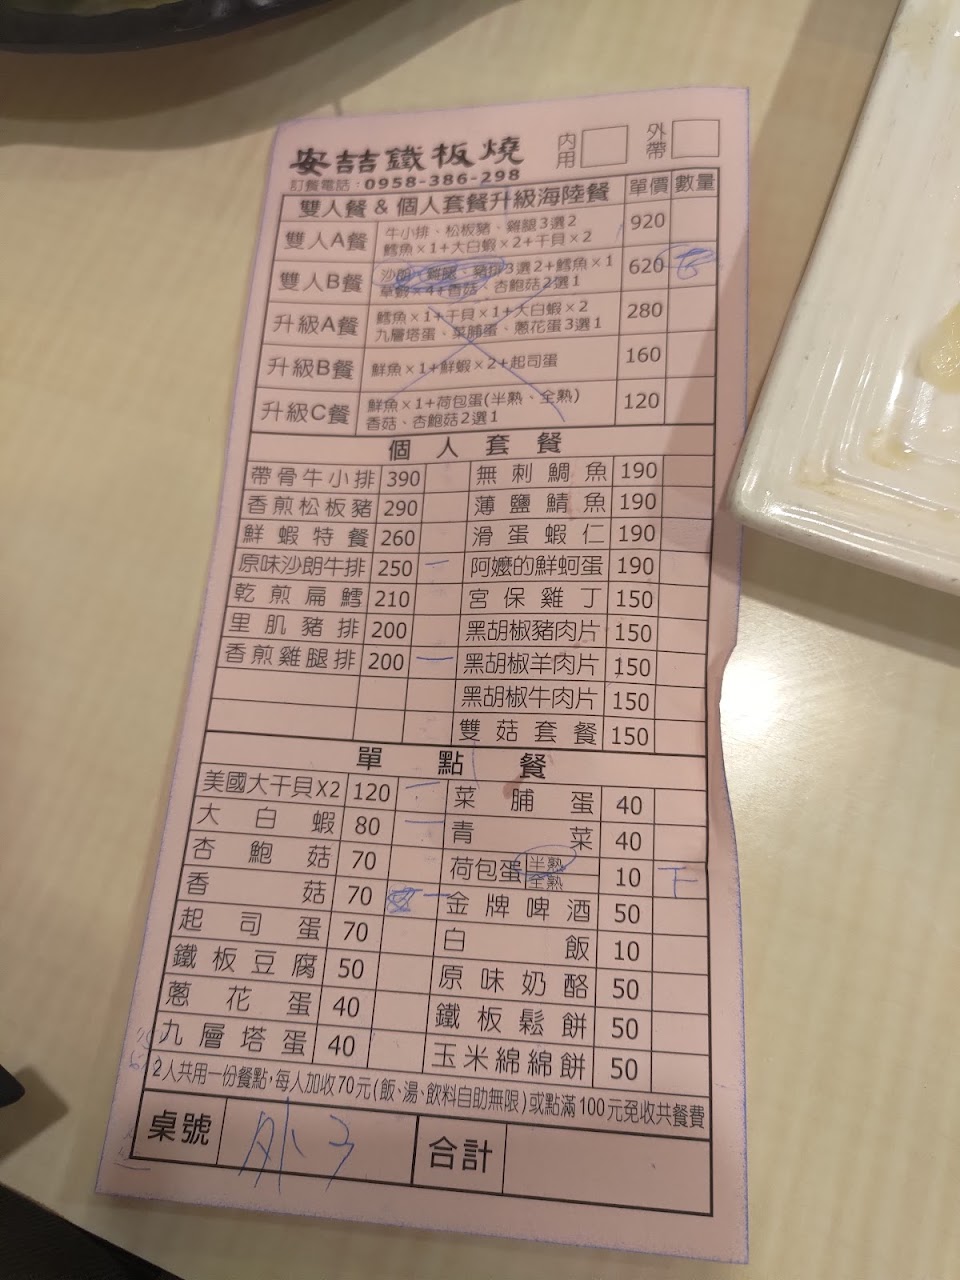 安喆鐵板燒 內用 外帶
訂餐電話：0958-386-298
雙人餐 & 個人套餐升級海陸餐 單價 數量
雙人A餐 牛小排、松板豬、雞腿3選2 920
鱈魚×1+大白蝦×2+干貝×2
雙人B餐 沙朗、雞腿、豬排3選2+鱈魚×1 620
草蝦×4+香菇、杏鮑菇2選1
升級A餐 鱈魚×1+干貝×1+大白蝦×2 280
九層塔蛋、菜脯蛋、蔥花蛋3選1
升級B餐 鮮魚×1+鮮蝦×2+起司蛋 160
升級C餐 鮮魚×1+荷包蛋(半熟、全熟) 120
香菇、杏鮑菇2選1
個人套餐
帶骨牛小排 390 無刺鯛魚 190
香煎松板豬 290 薄鹽鯖魚 190
鮮蝦特餐 260 滑蛋蝦仁 190
原味沙朗牛排 250 一 阿嬤的鮮蚵蛋 190
乾煎扁鱈 210 宮保雞丁 150
里肌豬排 200 黑胡椒豬肉片 150
香煎雞腿排 200 一 黑胡椒羊肉片 150
黑胡椒牛肉片 150
雙菇套餐 150
單點餐
美國大干貝X2 120 一 菜脯蛋 40
大白蝦 80 一 青菜 40
杏鮑菇 70 荷包蛋 半熟 全熟 10 下
香菇 70 一 金牌啤酒 50
起司蛋 70 白飯 10
鐵板豆腐 50 原味奶酪 50
蔥花蛋 40 鐵板鬆餅 50
九層塔蛋 40 玉米綿綿餅 50
2人共用一份餐點，每人加收70元(飯、湯、飲料自助無限)或點滿100元免收共餐費
桌號 外3 合計